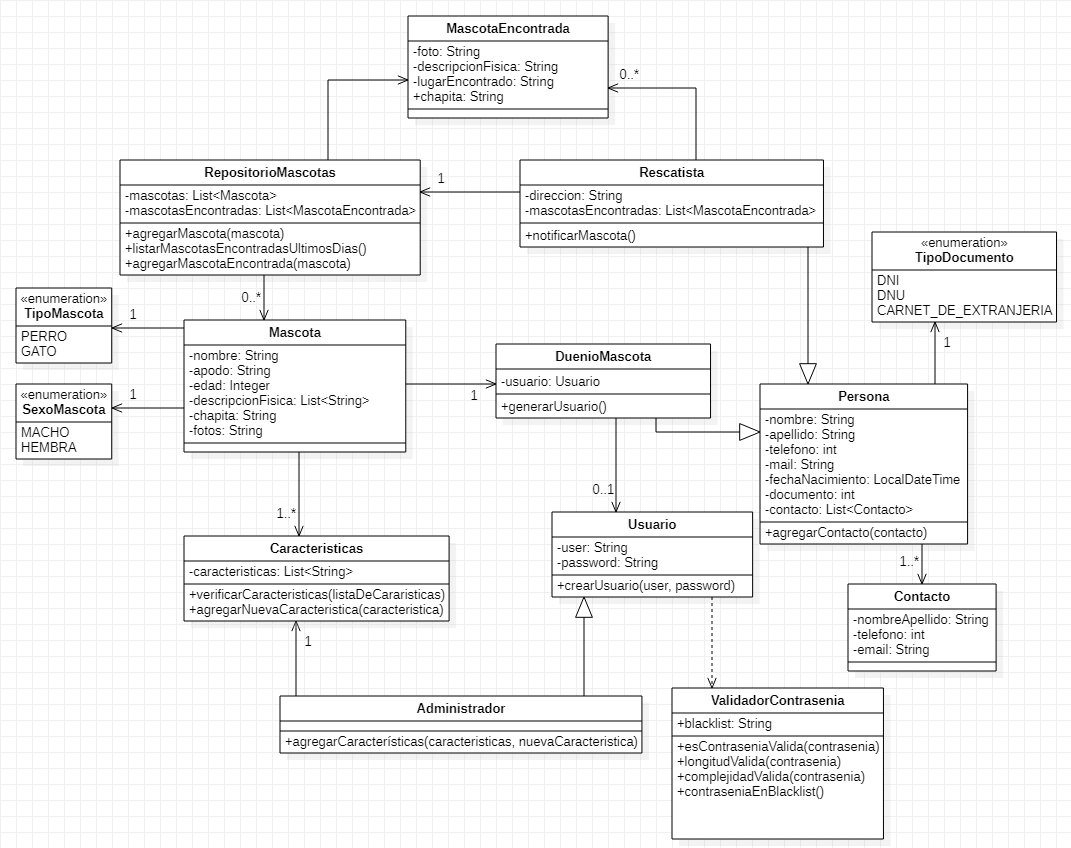 MascotaEncontrada
-foto: String
-descripcionFisica: String
-lugarEncontrado: String
+chapita: String
0..*
RepositorioMascotas
-mascotas: List<Mascota>
-mascotasEncontradas: List<MascotaEncontrada>
+agregarMascota(mascota)
+listarMascotasEncontradasUltimosDias()
+agregarMascotaEncontrada(mascota)
1
Rescatista
-direccion: String
-mascotasEncontradas: List<MascotaEncontrada>
+notificarMascota()
«enumeration»
TipoDocumento
DNI
DNU
CARNET_DE_EXTRANJERIA
1
0..*
«enumeration»
TipoMascota
PERRO
GATO
1
«enumeration»
SexoMascota
MACHO
HEMBRA
1
Mascota
-nombre: String
-apodo: String
-edad: Integer
-descripcionFisica: List<String>
-chapita: String
-fotos: String
1
DuenioMascota
-usuario: Usuario
+generarUsuario()
Persona
-nombre: String
-apellido: String
-telefono: int
-mail: String
-fechaNacimiento: LocalDateTime
-documento: int
-contacto: List<Contacto>
+agregarContacto(contacto)
1..*
0..1
1..*
Caracteristicas
-caracteristicas: List<String>
+verificarCaracteristicas(listaDeCararisticas)
+agregarNuevaCaracteristica(caracteristica)
1
Usuario
-user: String
-password: String
+crearUsuario(user, password)
Contacto
-nombreApellido: String
-telefono: int
-email: String
Administrador
+agregarCaracterísticas(caracteristicas, nuevaCaracteristica)
ValidadorContrasenia
+blacklist: String
+esContraseniaValida(contrasenia)
+longitudValida(contrasenia)
+complejidadValida(contrasenia)
+contraseniaEnBlacklist()